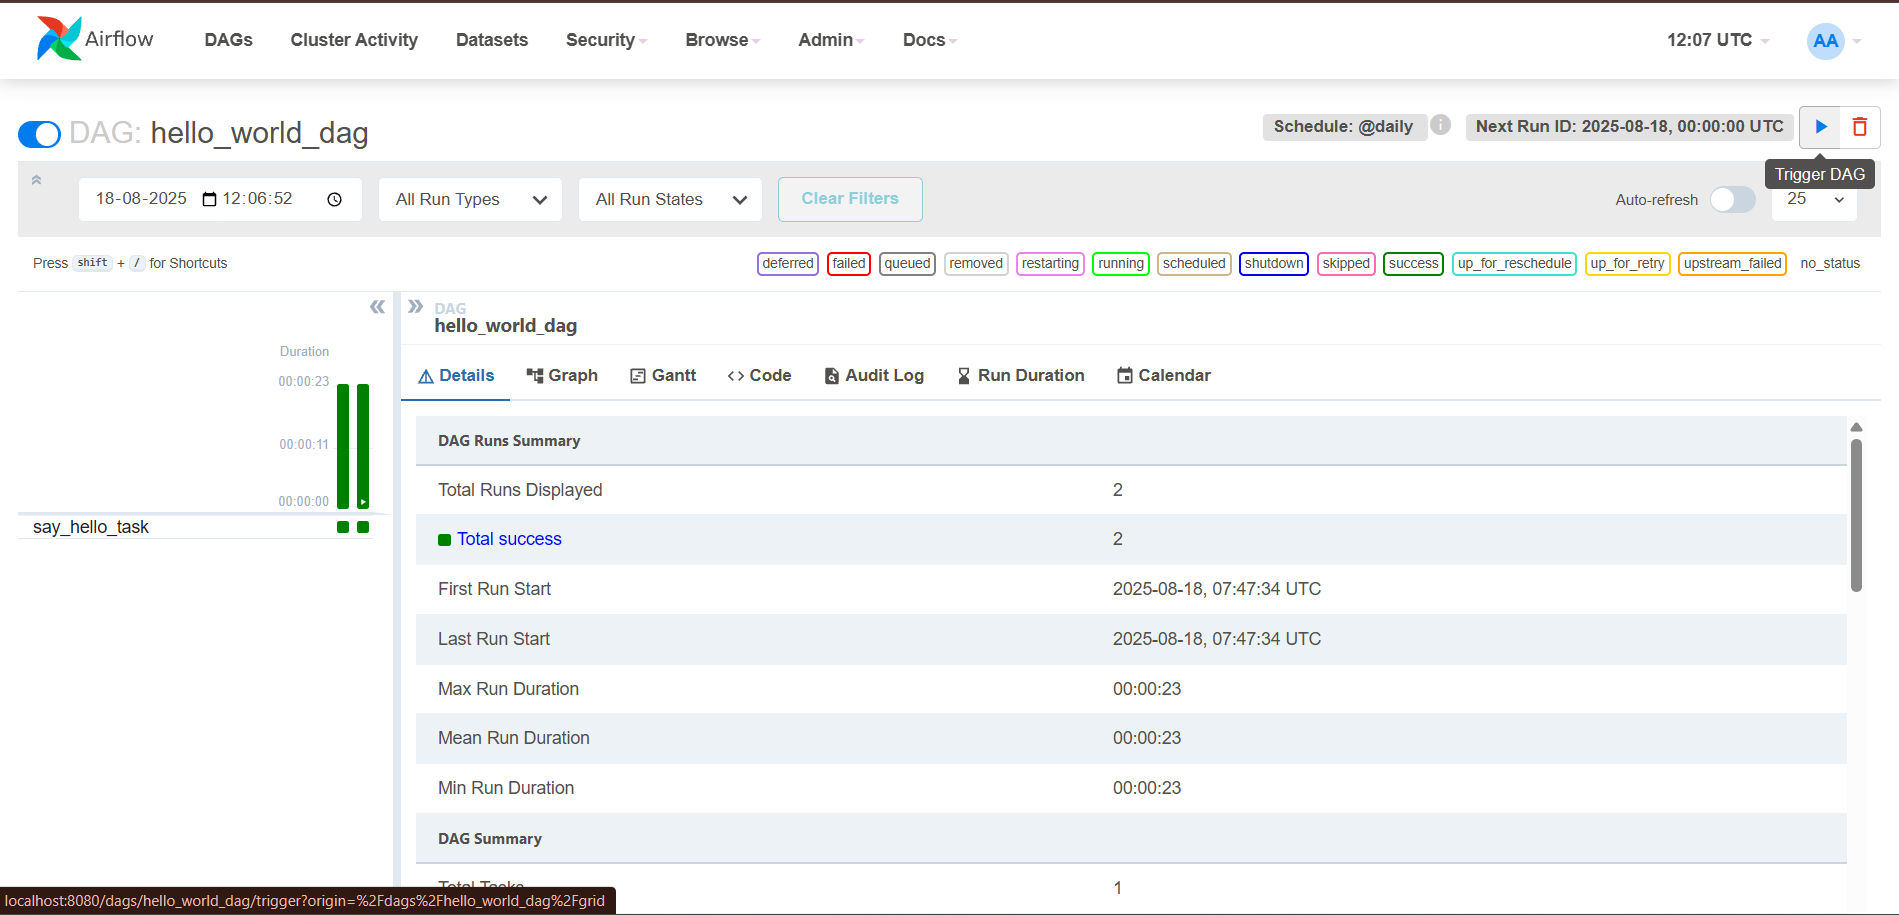 Airflow DAGs Cluster Activity Datasets Security Browse Admin Docs 12:07 UTC AA
DAG: hello_world_dag Schedule: @daily i Next Run ID: 2025-08-18, 00:00:00 UTC
Trigger DAG
18-08-2025 12:06:52 All Run Types All Run States Clear Filters Auto-refresh 25
Press shift + / for Shortcuts deferred failed queued removed restarting running scheduled shutdown skipped success up_for_reschedule up_for_retry upstream_failed no_status
Duration
00:00:23
00:00:11
00:00:00
say_hello_task
DAG
hello_world_dag
Details Graph Gantt Code Audit Log Run Duration Calendar
DAG Runs Summary
Total Runs Displayed 2
Total success 2
First Run Start 2025-08-18, 07:47:34 UTC
Last Run Start 2025-08-18, 07:47:34 UTC
Max Run Duration 00:00:23
Mean Run Duration 00:00:23
Min Run Duration 00:00:23
DAG Summary
Total Tasks 1
localhost:8080/dags/hello_world_dag/trigger?origin=%2Fdags%2Fhello_world_dag%2Fgrid